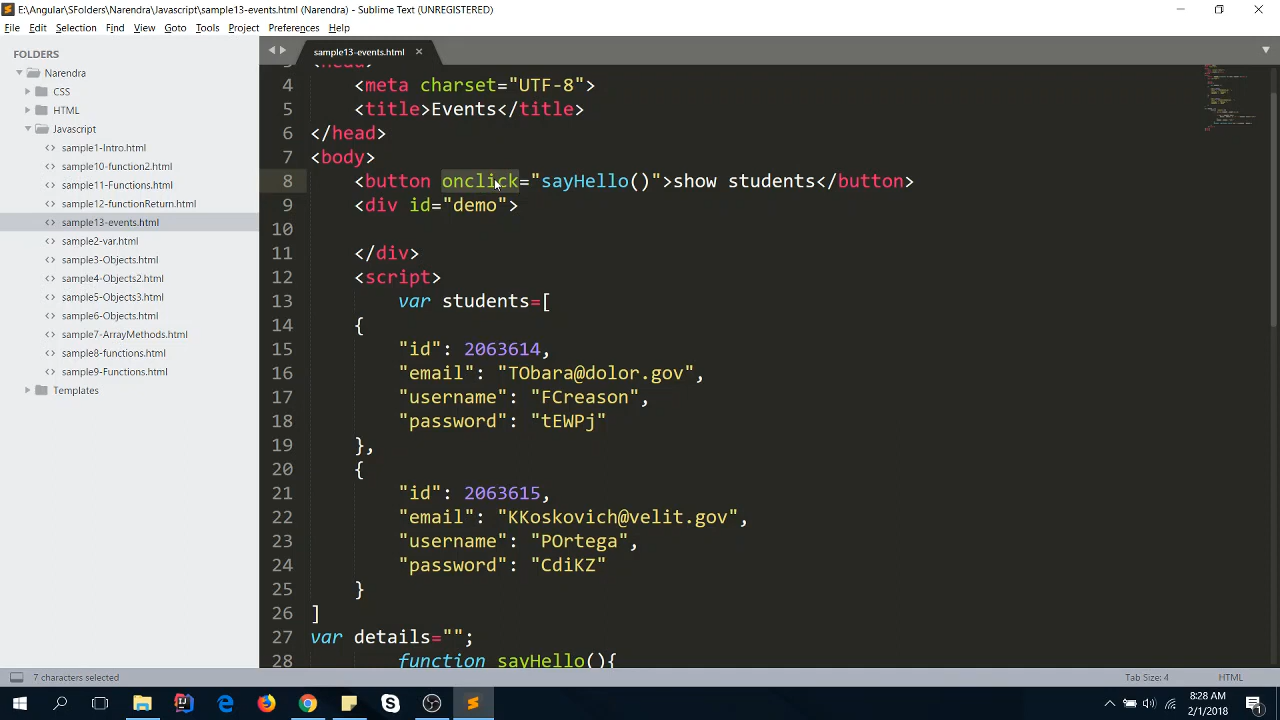 E:\Angular\SFolders\Narendra\Javascript\sample13-events.html (Narendra) - Sublime Text (UNREGISTERED)
File Edit Selection Find View Goto Tools Project Preferences Help
FOLDERS
Narendra
CSS
HTML
Javascript
sample1-Intro.html
sample10-function2.html
sample11-Functions.html
sample12-functionReturn.html
sample13-events.html
sample2-var.html
sample3-Objects.html
sample4-Objects2.html
sample5-Objects3.html
sample6-Objects.html
sample7-ArrayMethods.html
sample8-functions.html
sample9-Functions.html
Templates
sample13-events.html
3 <head>
4 <meta charset="UTF-8">
5 <title>Events</title>
6 </head>
7 <body>
8 <button onclick="sayHello()">show students</button>
9 <div id="demo">
10
11 </div>
12 <script>
13 var students=[
14 {
15 "id": 2063614,
16 "email": "TObara@dolor.gov",
17 "username": "FCreason",
18 "password": "tEWPj"
19 },
20 {
21 "id": 2063615,
22 "email": "KKoskovich@velit.gov",
23 "username": "POrtega",
24 "password": "CdiKZ"
25 }
26 ]
27 var details="";
28 function sayHello(){
7 characters selected
Tab Size: 4
HTML
8:28 AM
2/1/2018
1